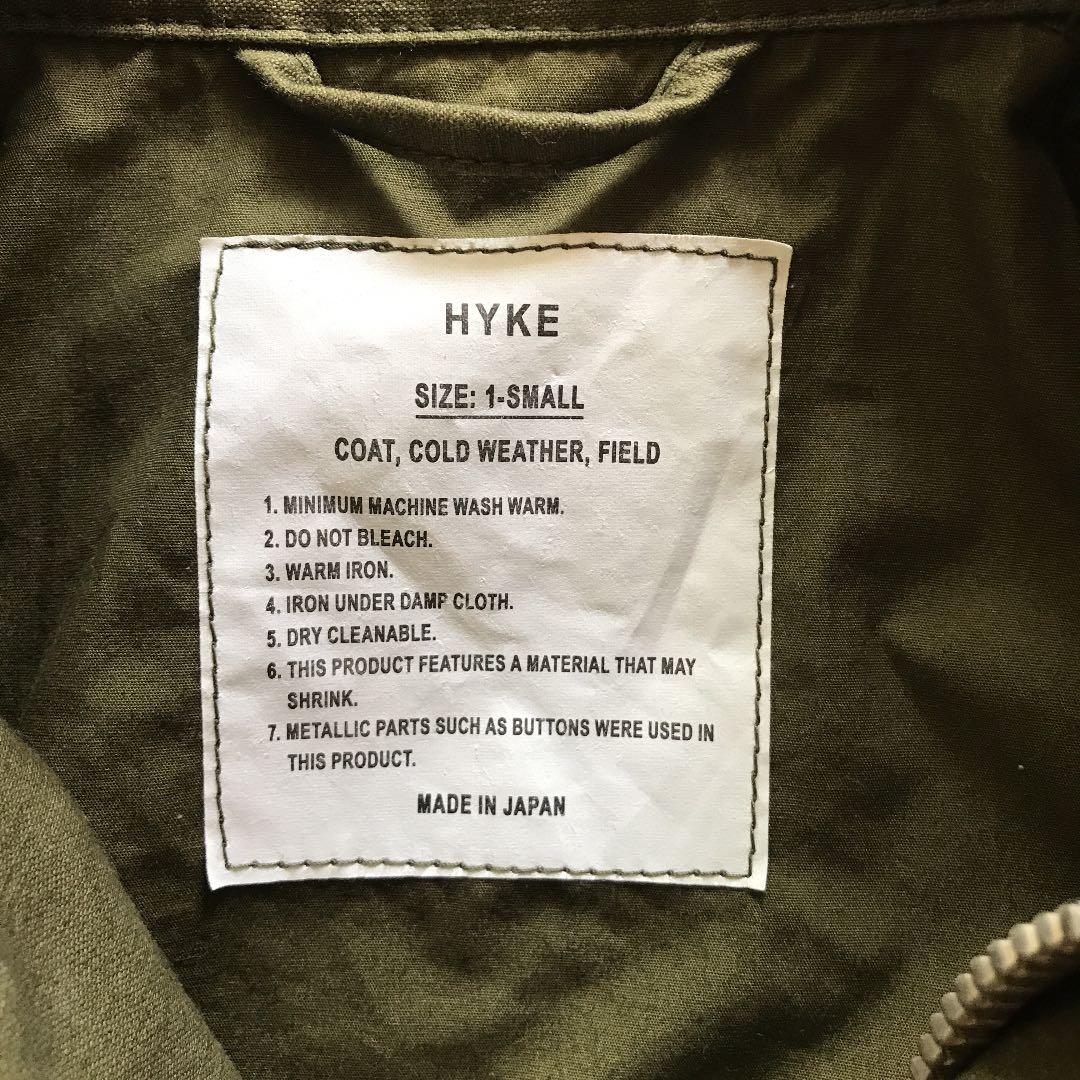 HYKE
SIZE: 1-SMALL
COAT, COLD WEATHER, FIELD
1. MINIMUM MACHINE WASH WARM.
2. DO NOT BLEACH.
3. WARM IRON.
4. IRON UNDER DAMP CLOTH.
5. DRY CLEANABLE.
6. THIS PRODUCT FEATURES A MATERIAL THAT MAY
SHRINK.
7. METALLIC PARTS SUCH AS BUTTONS WERE USED IN
THIS PRODUCT.
MADE IN JAPAN